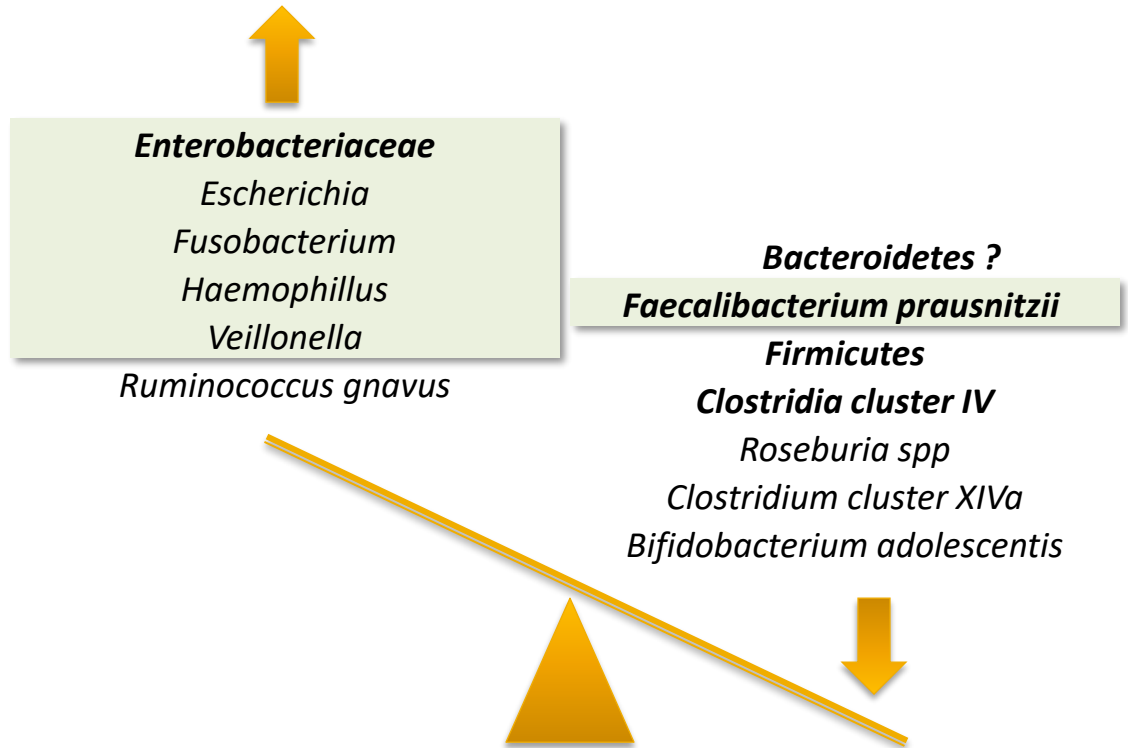 Enterobacteriaceae
Escherichia
Fusobacterium
Haemophillus
Veillonella
Ruminococcus gnavus
Bacteroidetes ?
Faecalibacterium prausnitzii
Firmicutes
Clostridia cluster IV
Roseburia spp
Clostridium cluster XIVa
Bifidobacterium adolescentis